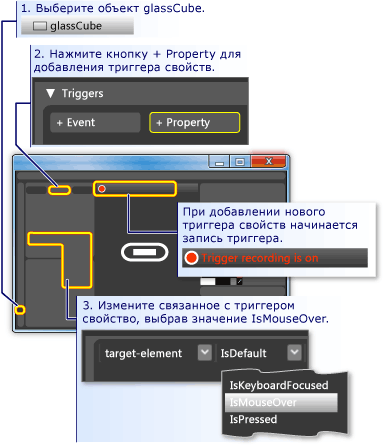 1. Выберите объект glassCube.
glassCube
2. Нажмите кнопку + Property для
добавления триггера свойств.
Triggers
+ Event
+ Property
При добавлении нового
триггера свойств начинается
запись триггера.
Trigger recording is on
3. Измените связанное с триггером
свойство, выбрав значение IsMouseOver.
target-element
IsDefault
IsKeyboardFocused
IsMouseOver
IsPressed